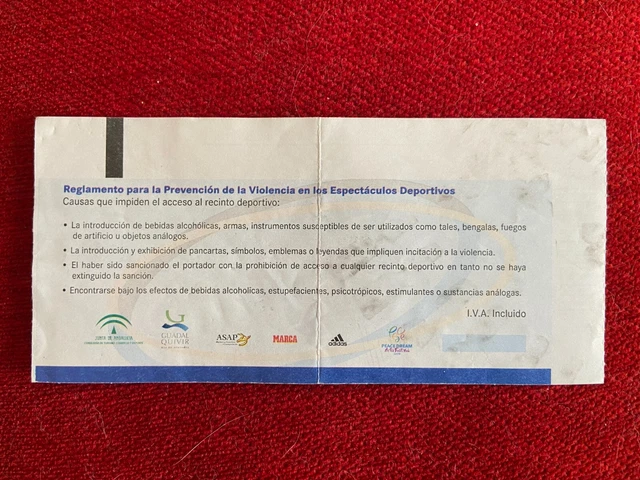 Reglamento para la Prevención de la Violencia en los Espectáculos Deportivos
Causas que impiden el acceso al recinto deportivo:
• La introducción de bebidas alcohólicas, armas, instrumentos susceptibles de ser utilizados como tales, bengalas, fuegos
de artificio u objetos análogos.
• La introducción y exhibición de pancartas, símbolos, emblemas o leyendas que impliquen incitación a la violencia.
• El haber sido sancionado el portador con la prohibición de acceso a cualquier recinto deportivo en tanto no se haya
extinguido la sanción.
• Encontrarse bajo los efectos de bebidas alcoholicas, estupefacientes, psicotrópicos, estimulantes o sustancias análogas.
I.V.A. Incluido
JUNTA DE ANDALUCIA
GUADAL
QUIVIR
ASAP
MARCA
adidas
PEACE DREAM